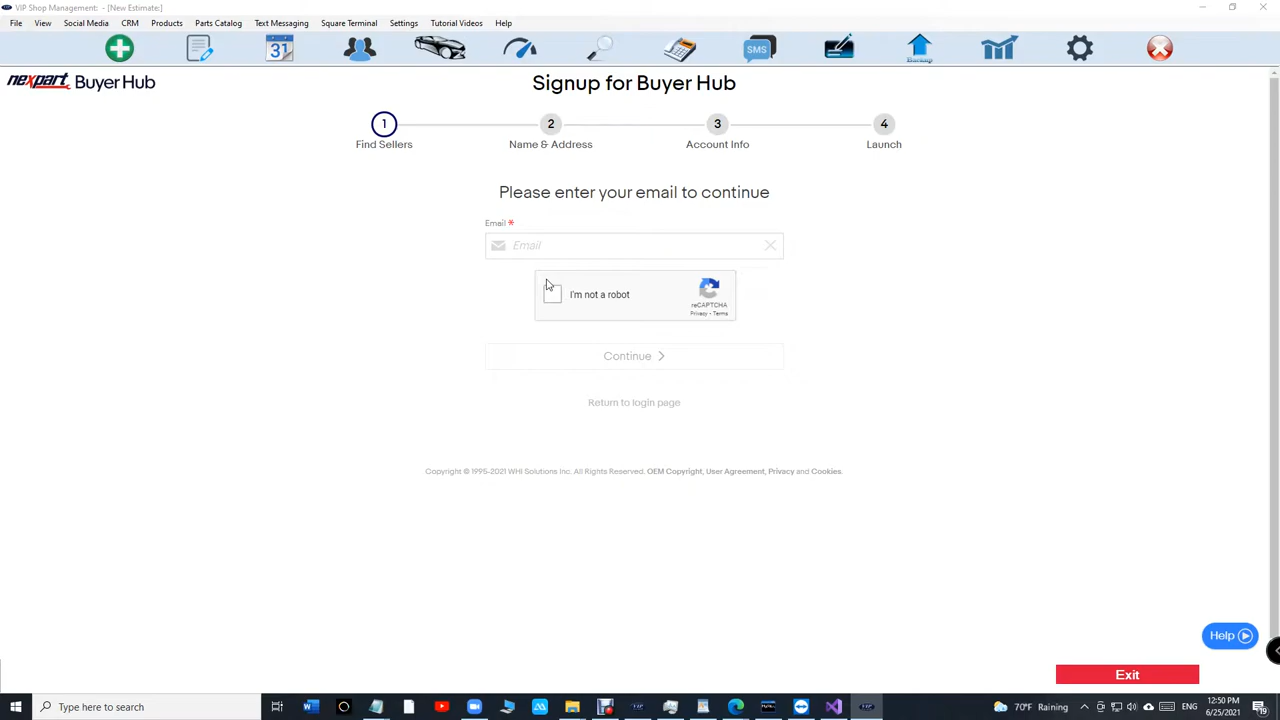 VIP Shop Management: - [New Estimate:]
File View Social Media CRM Products Parts Catalog Text Messaging Square Terminal Settings Tutorial Videos Help
31 SMS Backup
nexpart Buyer Hub
Signup for Buyer Hub
1 2 3 4
Find Sellers Name & Address Account Info Launch
Please enter your email to continue
Email *
Email
I'm not a robot
reCAPTCHA
Privacy - Terms
Continue
Return to login page
Copyright © 1995-2021 WHI Solutions Inc. All Rights Reserved. OEM Copyright, User Agreement, Privacy and Cookies.
Help
Exit
Type here to search
70°F Raining
ENG
12:50 PM
6/25/2021